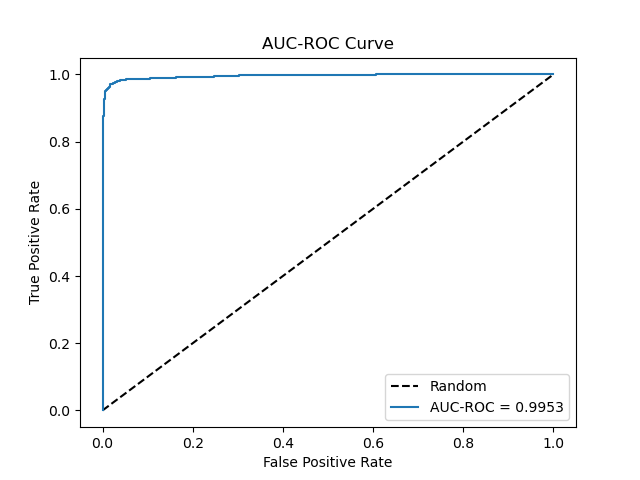 AUC-ROC Curve
True Positive Rate
1.0
0.8
0.6
0.4
0.2
0.0
Random
AUC-ROC = 0.9953
0.0 0.2 0.4 0.6 0.8 1.0
False Positive Rate